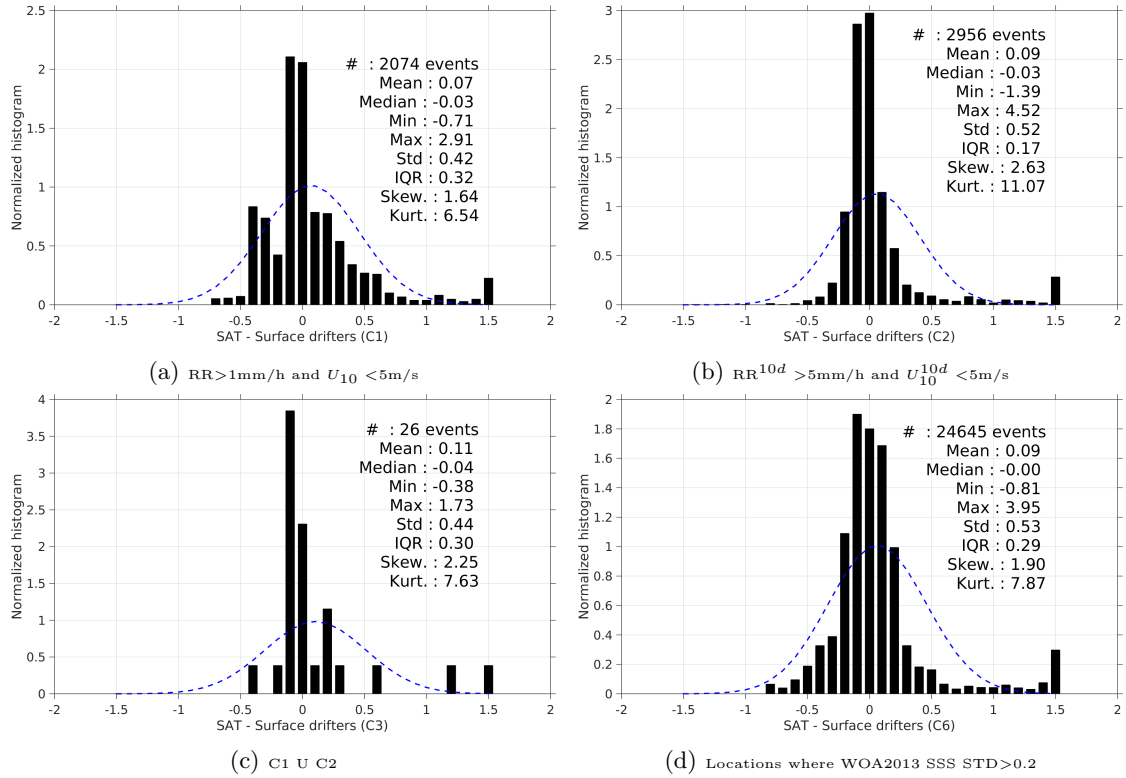 2.5
2
1.5
1
0.5
0
Normalized histogram
# : 2074 events
Mean : 0.07
Median : -0.03
Min : -0.71
Max : 2.91
Std : 0.42
IQR : 0.32
Skew. : 1.64
Kurt. : 6.54
-2 -1.5 -1 -0.5 0 0.5 1 1.5 2
SAT - Surface drifters (C1)
(a) RR>1mm/h and U10 <5m/s
3
2.5
2
1.5
1
0.5
0
Normalized histogram
# : 2956 events
Mean : 0.09
Median : -0.03
Min : -1.39
Max : 4.52
Std : 0.52
IQR : 0.17
Skew. : 2.63
Kurt. : 11.07
-2 -1.5 -1 -0.5 0 0.5 1 1.5 2
SAT - Surface drifters (C2)
(b) RR^10d >5mm/h and U10^10d <5m/s
4
3.5
3
2.5
2
1.5
1
0.5
0
Normalized histogram
# : 26 events
Mean : 0.11
Median : -0.04
Min : -0.38
Max : 1.73
Std : 0.44
IQR : 0.30
Skew. : 2.25
Kurt. : 7.63
-2 -1.5 -1 -0.5 0 0.5 1 1.5 2
SAT - Surface drifters (C3)
(c) C1 U C2
2
1.8
1.6
1.4
1.2
1
0.8
0.6
0.4
0.2
0
Normalized histogram
# : 24645 events
Mean : 0.09
Median : -0.00
Min : -0.81
Max : 3.95
Std : 0.53
IQR : 0.29
Skew. : 1.90
Kurt. : 7.87
-2 -1.5 -1 -0.5 0 0.5 1 1.5 2
SAT - Surface drifters (C6)
(d) Locations where WOA2013 SSS STD>0.2